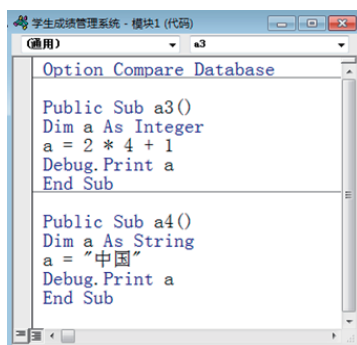 学生成绩管理系统 - 模块1 (代码)
(通用) a3
Option Compare Database
Public Sub a3()
Dim a As Integer
a = 2 * 4 + 1
Debug.Print a
End Sub
Public Sub a4()
Dim a As String
a = "中国"
Debug.Print a
End Sub